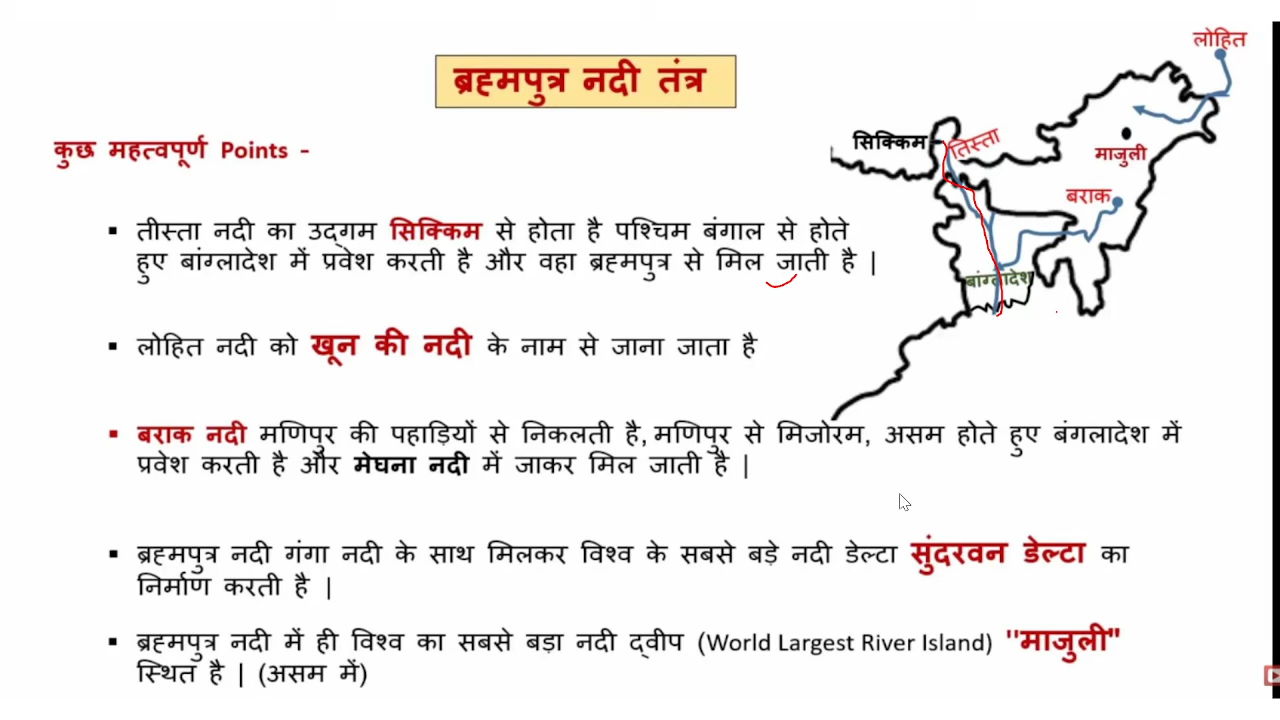 ब्रह्मपुत्र नदी तंत्र
कुछ महत्वपूर्ण Points -
▪ तीस्ता नदी का उद्गम सिक्किम से होता है पश्चिम बंगाल से होते
हुए बांग्लादेश में प्रवेश करती है और वहा ब्रह्मपुत्र से मिल जाती है |
▪ लोहित नदी को खून की नदी के नाम से जाना जाता है
▪ बराक नदी मणिपुर की पहाड़ियों से निकलती है, मणिपुर से मिजोरम, असम होते हुए बंगलादेश में
प्रवेश करती है और मेघना नदी में जाकर मिल जाती है |
▪ ब्रह्मपुत्र नदी गंगा नदी के साथ मिलकर विश्व के सबसे बड़े नदी डेल्टा सुंदरवन डेल्टा का
निर्माण करती है |
▪ ब्रह्मपुत्र नदी में ही विश्व का सबसे बड़ा नदी द्वीप (World Largest River Island) "माजुली"
स्थित है | (असम में)
लोहित
सिक्किम
तिस्ता
माजुली
बराक
बांग्लादेश